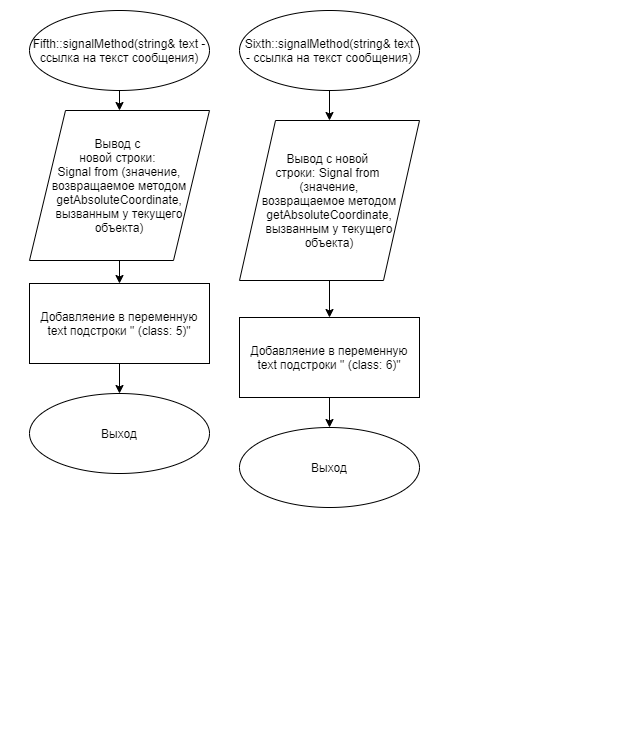 Fifth::signalMethod(string& text -
ссылка на текст сообщения)
Вывод с
новой строки:
Signal from (значение,
возвращаемое методом
getAbsoluteCoordinate,
вызванным у текущего
объекта)
Добавляение в переменную
text подстроки " (class: 5)"
Выход
Sixth::signalMethod(string& text
- ссылка на текст сообщения)
Вывод с новой
строки: Signal from
(значение,
возвращаемое методом
getAbsoluteCoordinate,
вызванным у текущего
объекта)
Добавляение в переменную
text подстроки " (class: 6)"
Выход